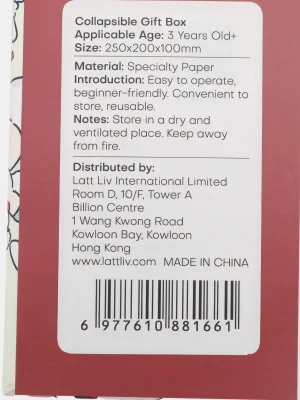 Collapsible Gift Box
Applicable Age: 3 Years Old+
Size: 250x200x100mm
Material: Specialty Paper
Introduction: Easy to operate,
beginner-friendly. Convenient to
store, reusable.
Notes: Store in a dry and
ventilated place. Keep away
from fire.
Distributed by:
Latt Liv International Limited
Room D, 10/F, Tower A
Billion Centre
1 Wang Kwong Road
Kowloon Bay, Kowloon
Hong Kong
www.lattliv.com MADE IN CHINA
6 977610 881661